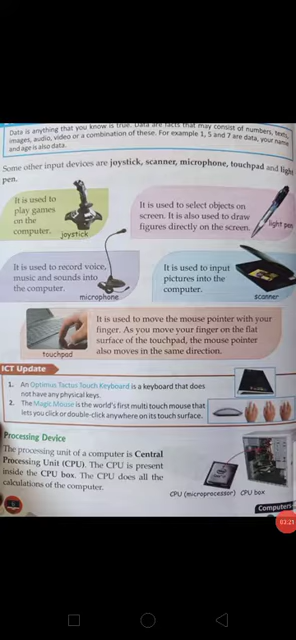 Data is anything that you know is true. Data are facts that may consist of numbers, texts,
images, audio, video or a combination of these. For example 1, 5 and 7 are data, your name
and age is also data.
Some other input devices are joystick, scanner, microphone, touchpad and light
pen.
It is used to
play games
on the
computer.
joystick
It is used to select objects on
screen. It is also used to draw
figures directly on the screen.
light pen
It is used to record voice,
music and sounds into
the computer.
microphone
It is used to input
pictures into the
computer.
scanner
It is used to move the mouse pointer with your
finger. As you move your finger on the flat
surface of the touchpad, the mouse pointer
also moves in the same direction.
touchpad
ICT Update
1. An Optimus Tactus Touch Keyboard is a keyboard that does
not have any physical keys.
2. The Magic Mouse is the world's first multi touch mouse that
lets you click or double-click anywhere on its touch surface.
Processing Device
The processing unit of a computer is Central
Processing Unit (CPU). The CPU is present
inside the CPU box. The CPU does all the
calculations of the computer.
CPU (microprocessor) CPU box
Computers
03:21